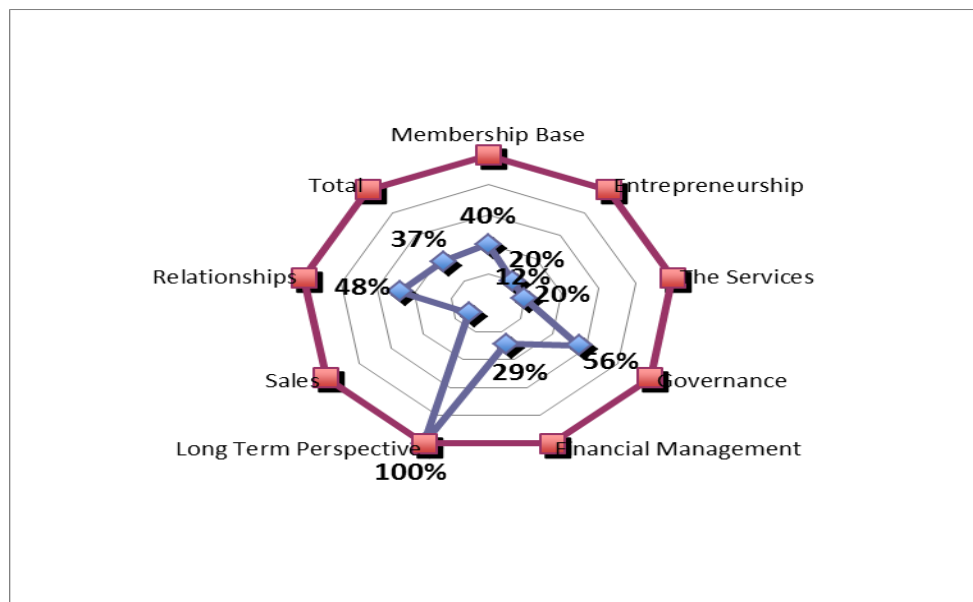 Membership Base
Total
Entrepreneurship
40%
37%
20%
12%
Relationships
The Services
48%
20%
56%
29%
Sales
Governance
Long Term Perspective
Financial Management
100%